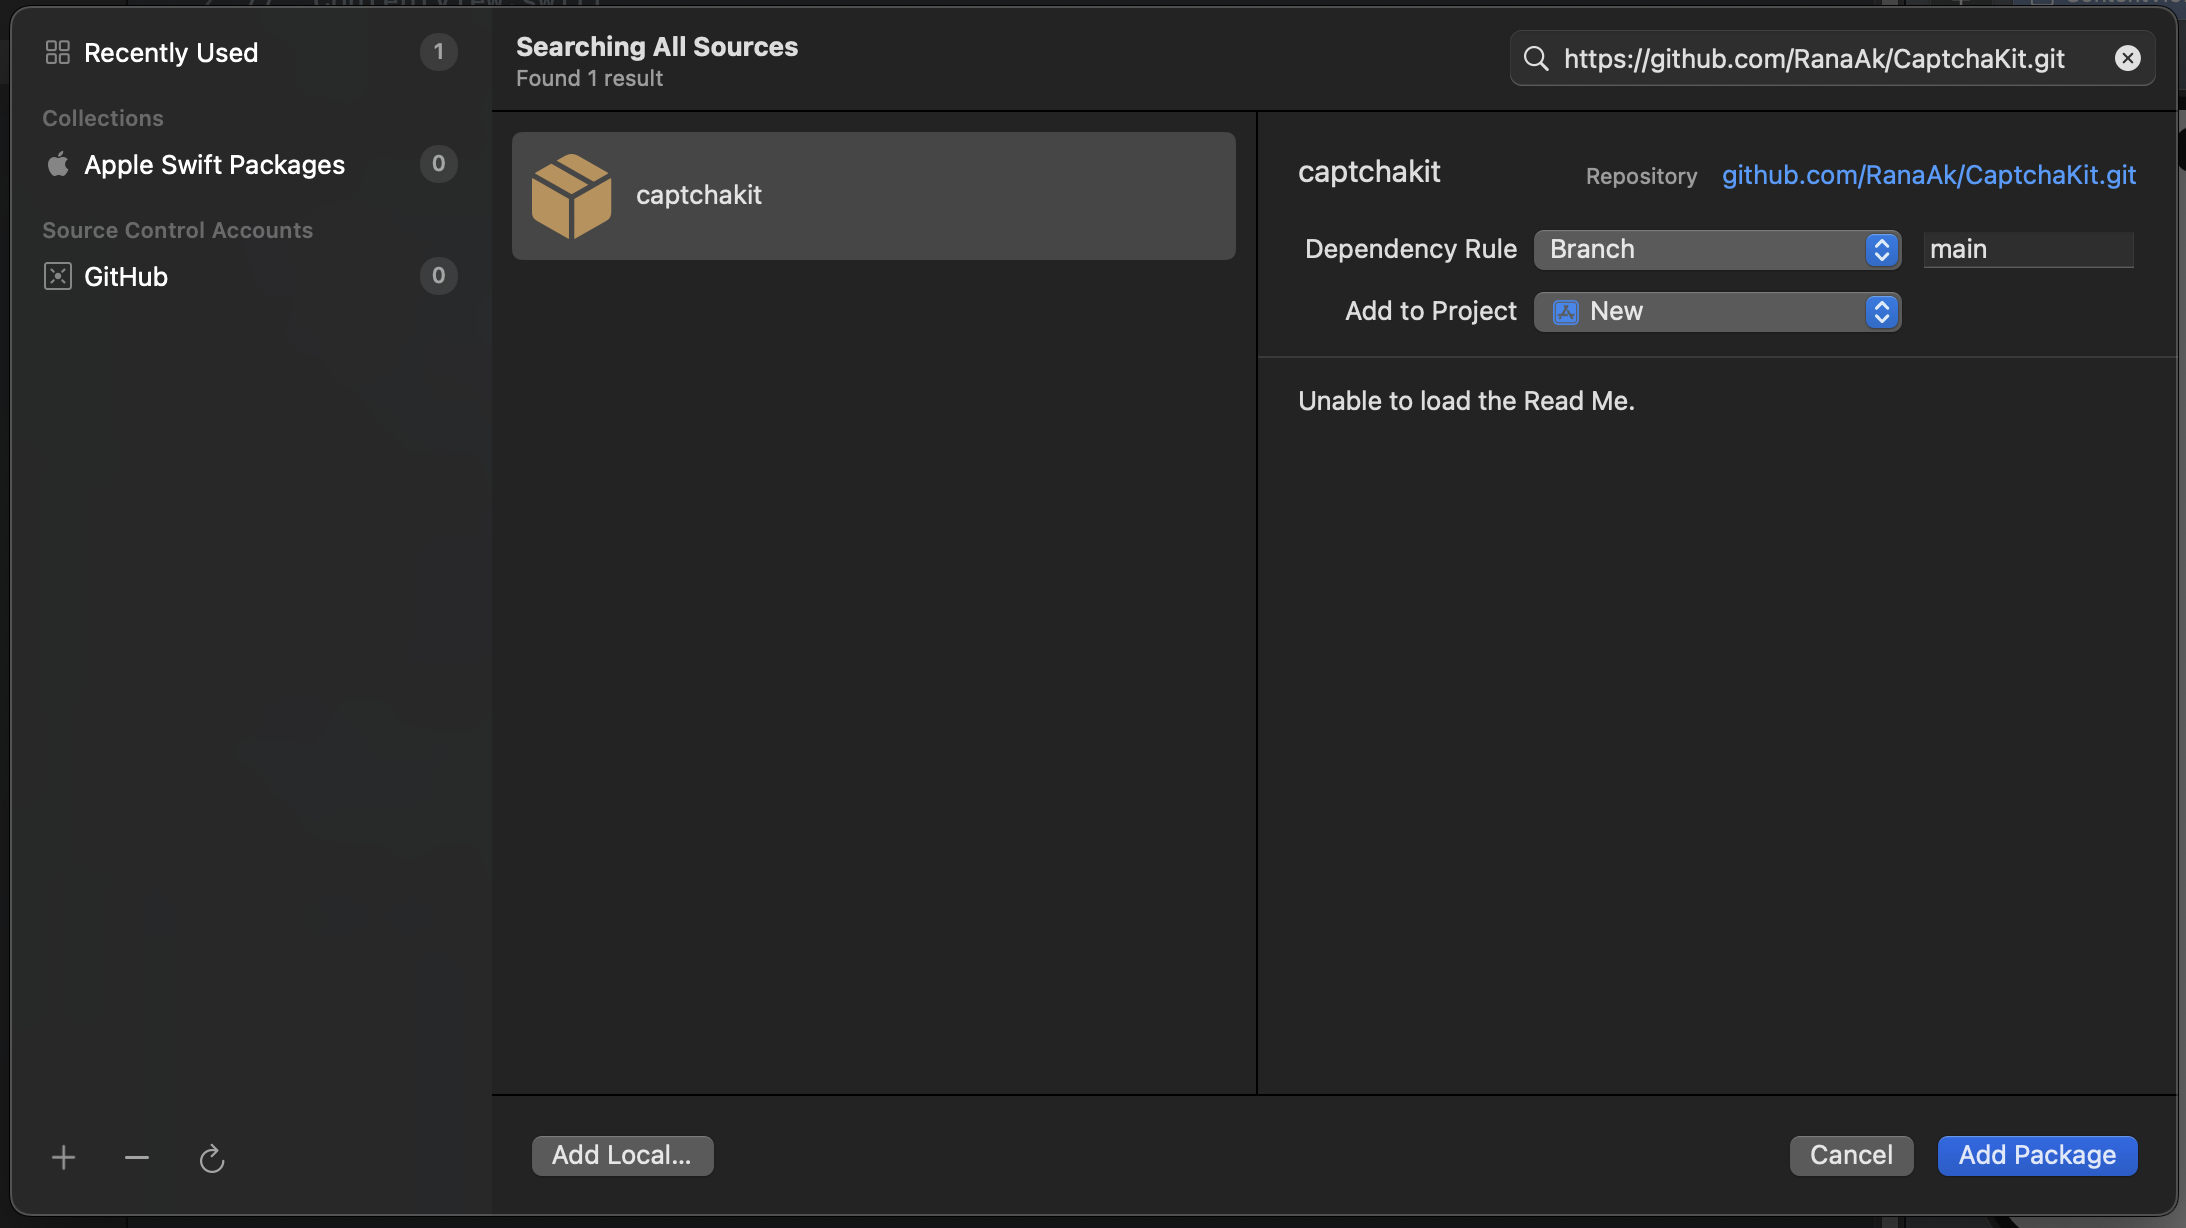 Recently Used 1
Collections
Apple Swift Packages 0
Source Control Accounts
GitHub 0
Searching All Sources
Found 1 result
https://github.com/RanaAk/CaptchaKit.git
captchakit
captchakit
Repository github.com/RanaAk/CaptchaKit.git
Dependency Rule Branch main
Add to Project New
Unable to load the Read Me.
Add Local...
Cancel
Add Package